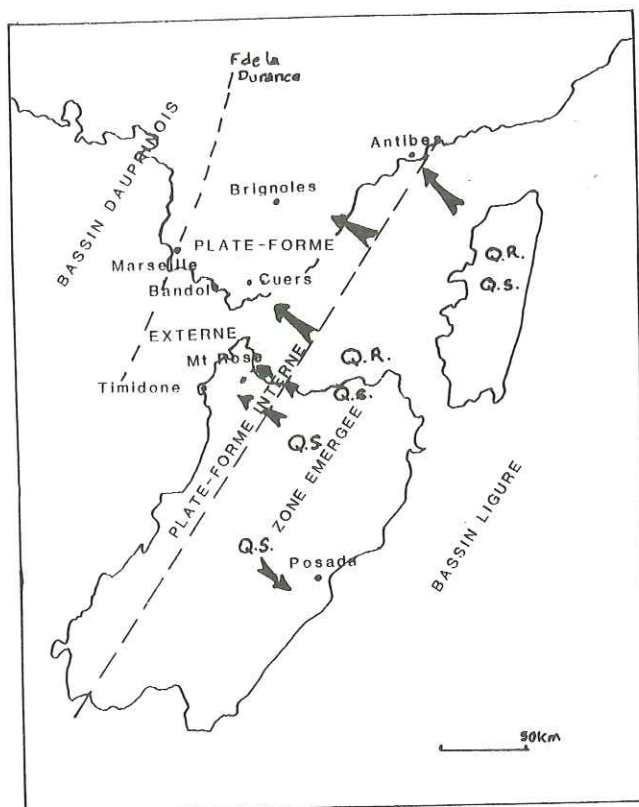 F de la
Durance
BASSIN DAUPHINOIS
Antibes
Brignoles
PLATE-FORME
Marseille
Bandol
Cuers
Q.R.
Q.S.
EXTERNE
Mt Rose
Timidone
PLATE-FORME INTERNE
Q.R.
Q.S.
Q.S.
ZONE EMERGEE
Q.S.
Posada
BASSIN LIGURE
50km